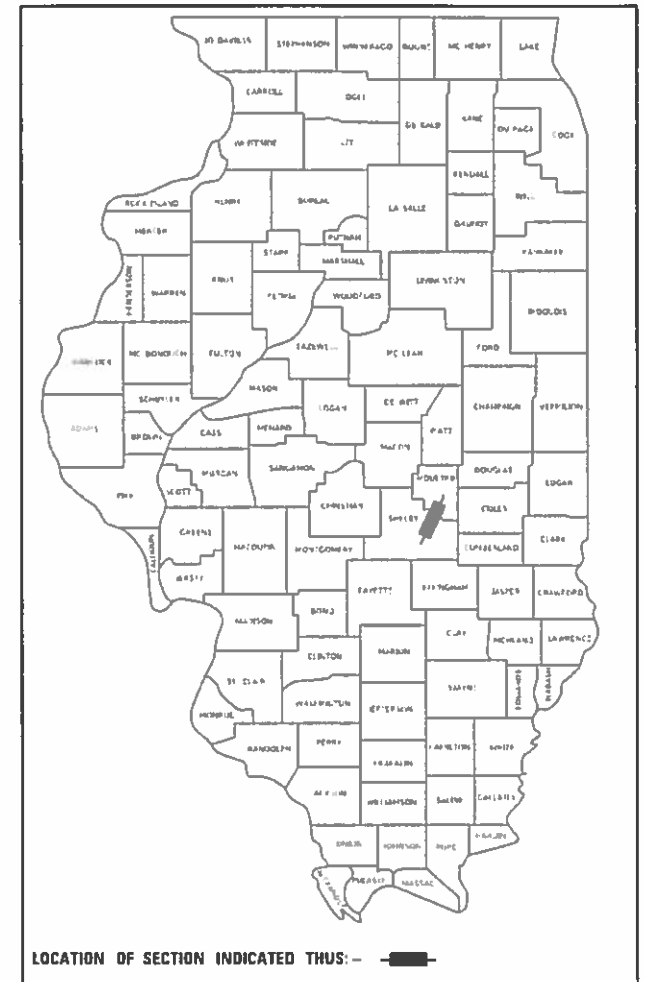 JO DAVIESS STEPHENSON WINNEBAGO BOONE MC HENRY LAKE
CARROLL OGLE DE KALB KANE DU PAGE COOK
WHITESIDE LEE KENDALL WILL
ROCK ISLAND HENRY BUREAU LA SALLE GRUNDY
MERCER PUTNAM KANKAKEE
STARK MARSHALL
HENDERSON WARREN KNOX PEORIA WOODFORD LIVINGSTON IROQUOIS
MC DONOUGH FULTON TAZEWELL MC LEAN FORD
SCHUYLER MASON LOGAN DE WITT CHAMPAIGN VERMILION
ADAMS BROWN CASS MENARD PIATT
MACON
PIKE SCOTT MORGAN SANGAMON MOULTRIE DOUGLAS EDGAR
CHRISTIAN SHELBY COLES
CALHOUN GREENE MACOUPIN MONTGOMERY CUMBERLAND CLARK
FAYETTE EFFINGHAM JASPER CRAWFORD
MADISON BOND
CLAY RICHLAND LAWRENCE
CLINTON MARION
ST. CLAIR WAYNE EDWARDS WABASH
WASHINGTON JEFFERSON
MONROE
RANDOLPH PERRY HAMILTON WHITE
FRANKLIN
JACKSON WILLIAMSON SALINE GALLATIN
UNION JOHNSON POPE HARDIN
PULASKI MASSAC
LOCATION OF SECTION INDICATED THUS: –